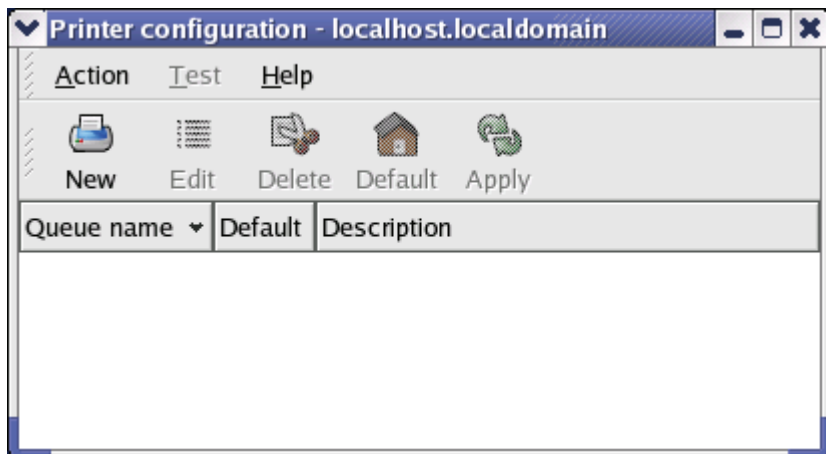 Printer configuration - localhost.localdomain
Action Test Help
New Edit Delete Default Apply
Queue name Default Description